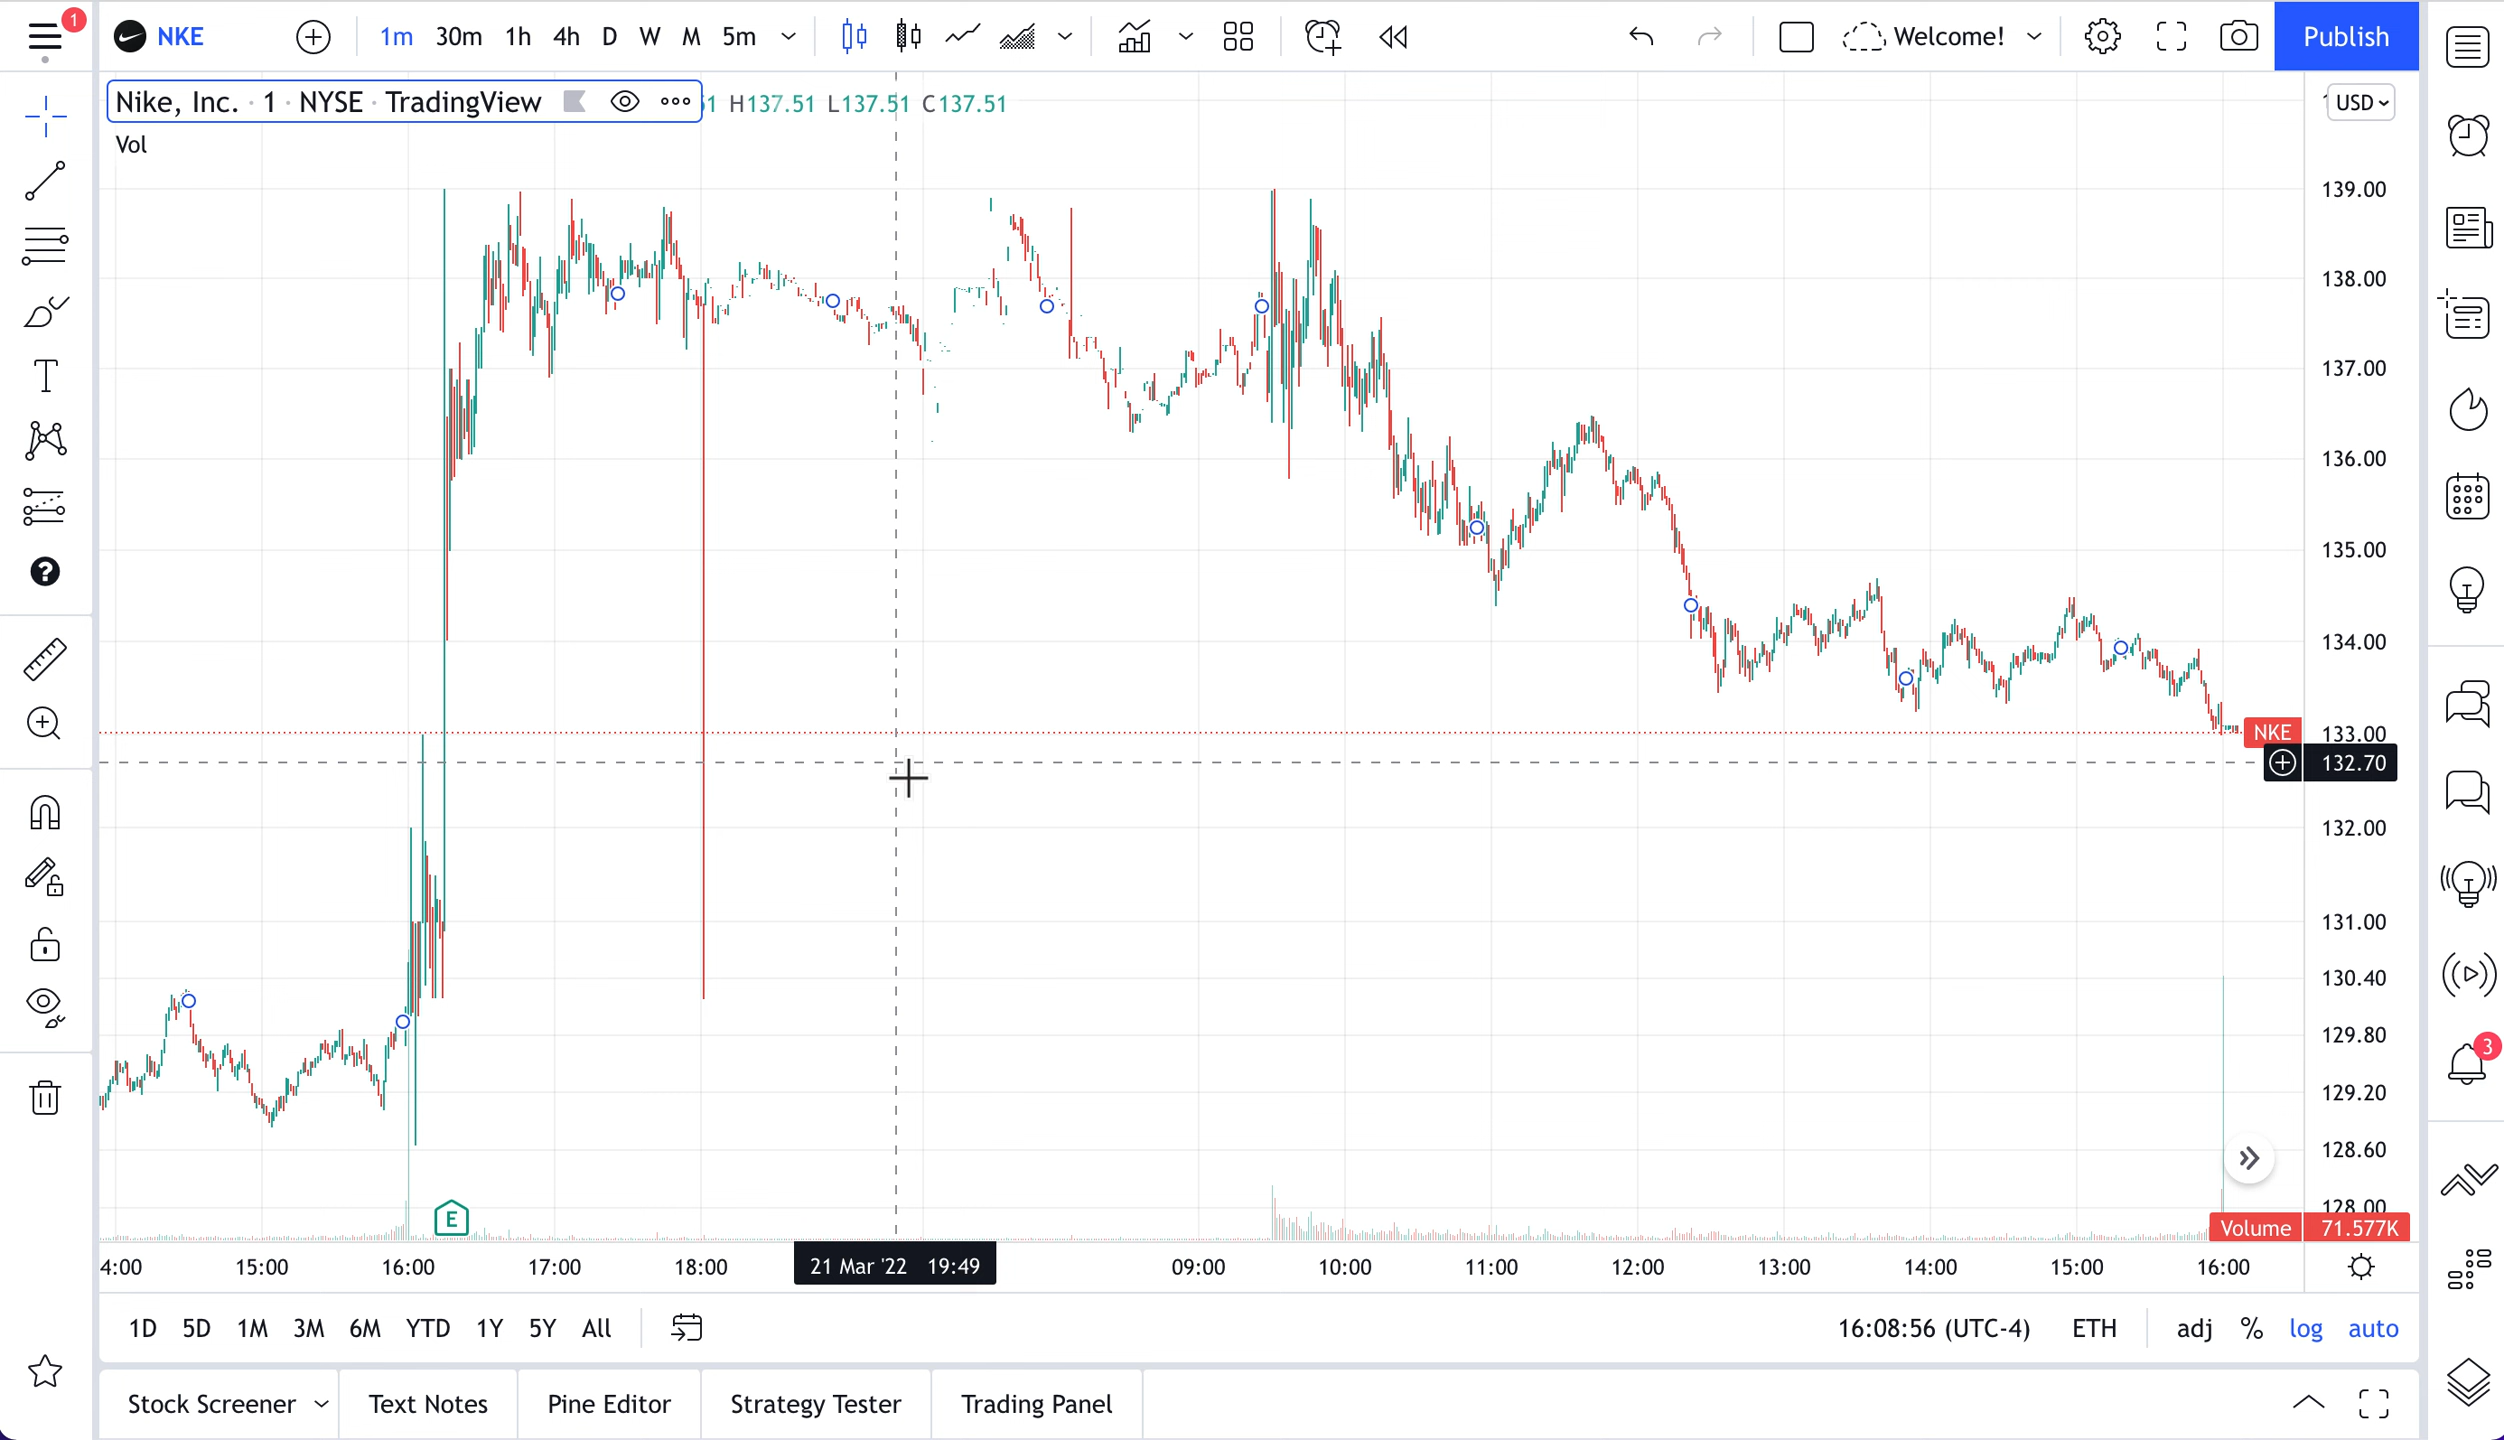 1
NKE
1m 30m 1h 4h D W M 5m
Welcome!
Publish
Nike, Inc. · 1 · NYSE · TradingView
51 H137.51 L137.51 C137.51
USD
Vol
139.00
138.00
137.00
136.00
135.00
134.00
NKE
133.00
132.70
132.00
131.00
130.40
129.80
129.20
128.60
128.00
E
Volume 71.577K
4:00 15:00 16:00 17:00 18:00 21 Mar '22 19:49 09:00 10:00 11:00 12:00 13:00 14:00 15:00 16:00
1D 5D 1M 3M 6M YTD 1Y 5Y All
16:08:56 (UTC-4) ETH adj % log auto
Stock Screener Text Notes Pine Editor Strategy Tester Trading Panel
3